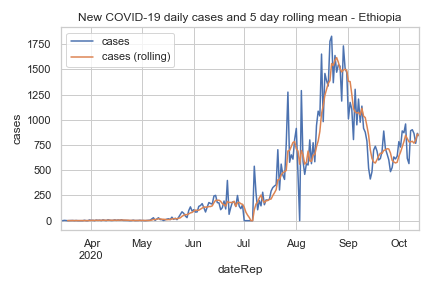 New COVID-19 daily cases and 5 day rolling mean - Ethiopia
cases
cases (rolling)
1750
1500
1250
1000
750
500
250
0
cases
Apr
2020
May
Jun
Jul
Aug
Sep
Oct
dateRep